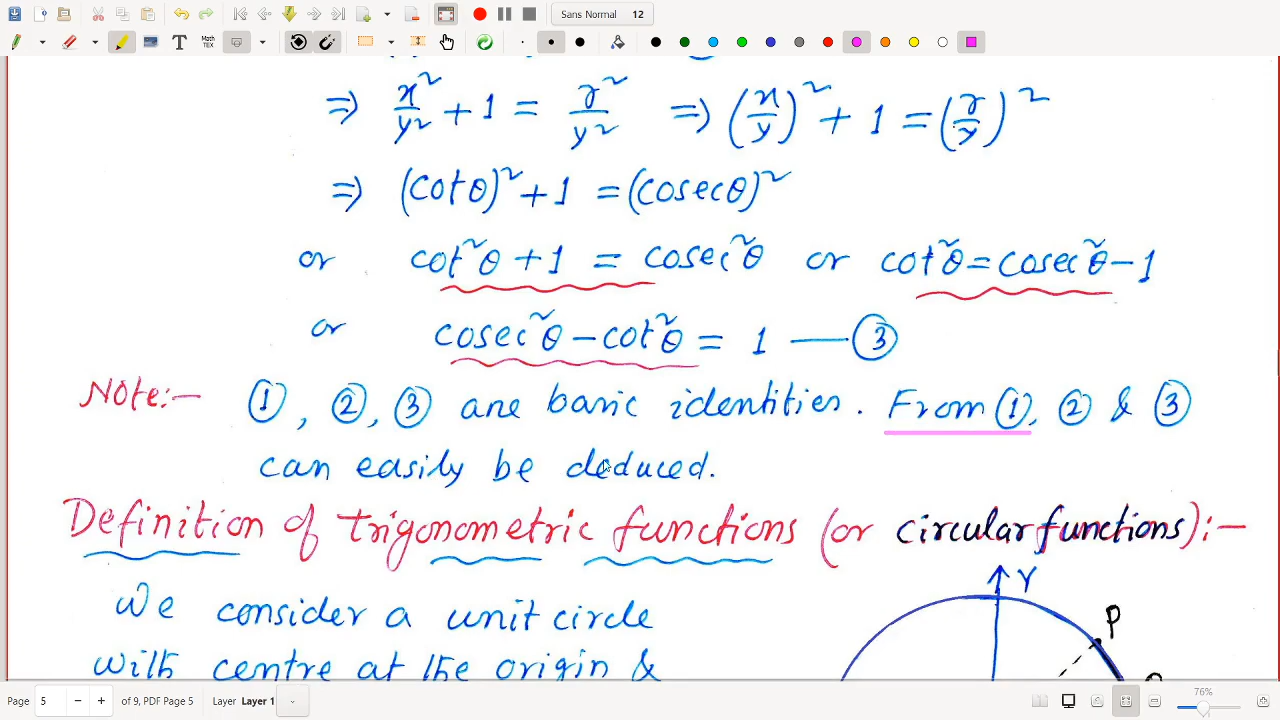 Sans Normal 12
T MATH TEX
⇒ x²/y² + 1 = r²/y² ⇒ (x/y)² + 1 = (r/y)²
⇒ (cotθ)² + 1 = (cosecθ)²
or cot²θ + 1 = cosec²θ or cot²θ = cosec²θ − 1
or cosec²θ − cot²θ = 1 —— ③
Note:— ①, ②, ③ are basic identities. From ①, ② & ③
can easily be deduced.
Definition of trigonometric functions (or circular functions):—
We consider a unit circle
with centre at the origin &
Y
P
Page 5 of 9, PDF Page 5 Layer Layer 1 76%